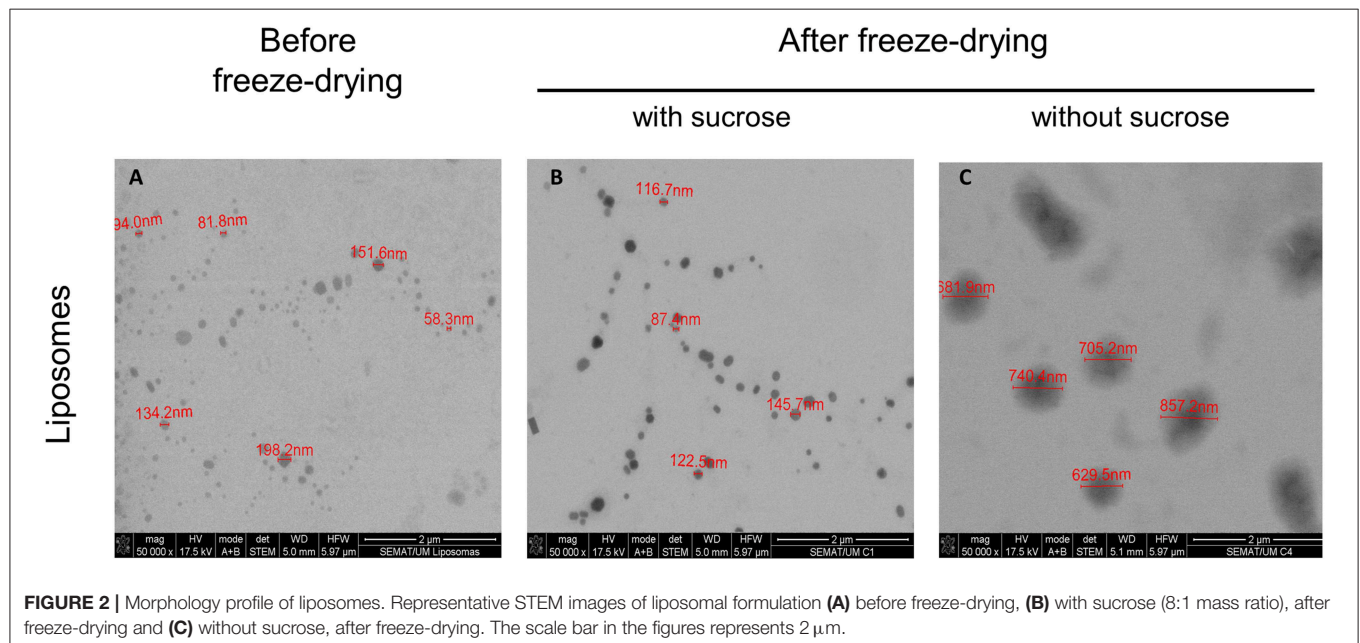 Before
freeze-drying
After freeze-drying
with sucrose
without sucrose
Liposomes
A
94.0nm
81.8nm
151.6nm
58.3nm
134.2nm
198.2nm
mag HV mode det WD HFW 2 µm
50 000 x 17.5 kV A+B STEM 5.0 mm 5.97 µm SEMAT/UM Liposomas
B
116.7nm
87.4nm
145.7nm
122.5nm
mag HV mode det WD HFW 2 µm
50 000 x 17.5 kV A+B STEM 5.0 mm 5.97 µm SEMAT/UM C1
C
681.9nm
705.2nm
740.4nm
857.2nm
629.5nm
mag HV mode det WD HFW 2 µm
50 000 x 17.5 kV A+B STEM 5.1 mm 5.97 µm SEMAT/UM C4
FIGURE 2 | Morphology profile of liposomes. Representative STEM images of liposomal formulation (A) before freeze-drying, (B) with sucrose (8:1 mass ratio), after
freeze-drying and (C) without sucrose, after freeze-drying. The scale bar in the figures represents 2 µm.